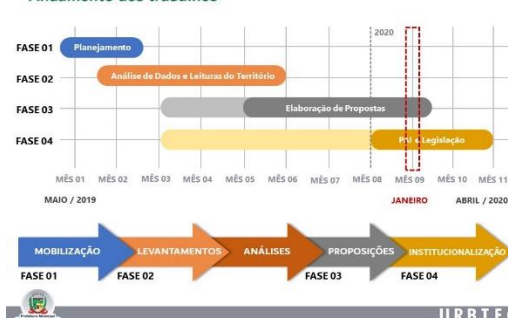 Andamento dos trabalhos
2020
FASE 01 Planejamento
FASE 02 Análise de Dados e Leituras do Território
FASE 03 Elaboração de Propostas
FASE 04 PAI e Legislação
MÊS 01 MÊS 02 MÊS 03 MÊS 04 MÊS 05 MÊS 06 MÊS 07 MÊS 08 MÊS 09 MÊS 10 MÊS 11
MAIO / 2019 JANEIRO ABRIL / 2020
MOBILIZAÇÃO LEVANTAMENTOS ANÁLISES PROPOSIÇÕES INSTITUCIONALIZAÇÃO
FASE 01 FASE 02 FASE 03 FASE 04